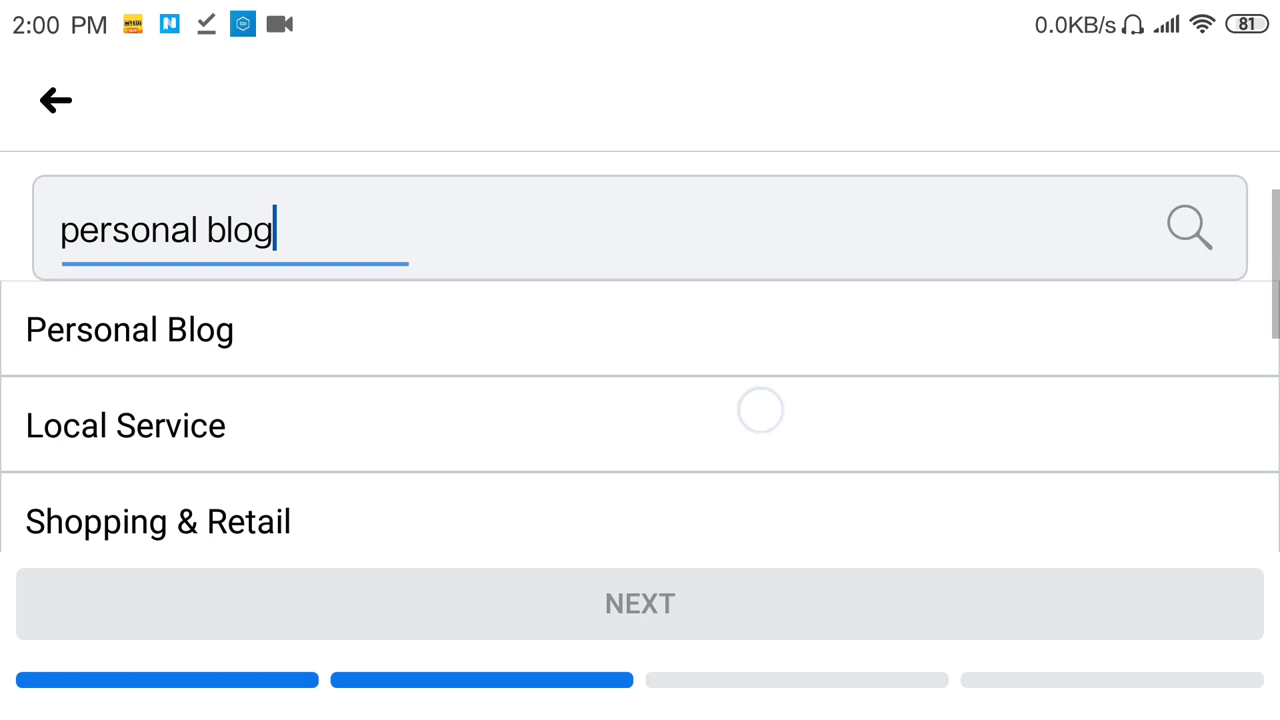 2:00 PM 0.0KB/s 81
personal blog
Personal Blog
Local Service
Shopping & Retail
NEXT